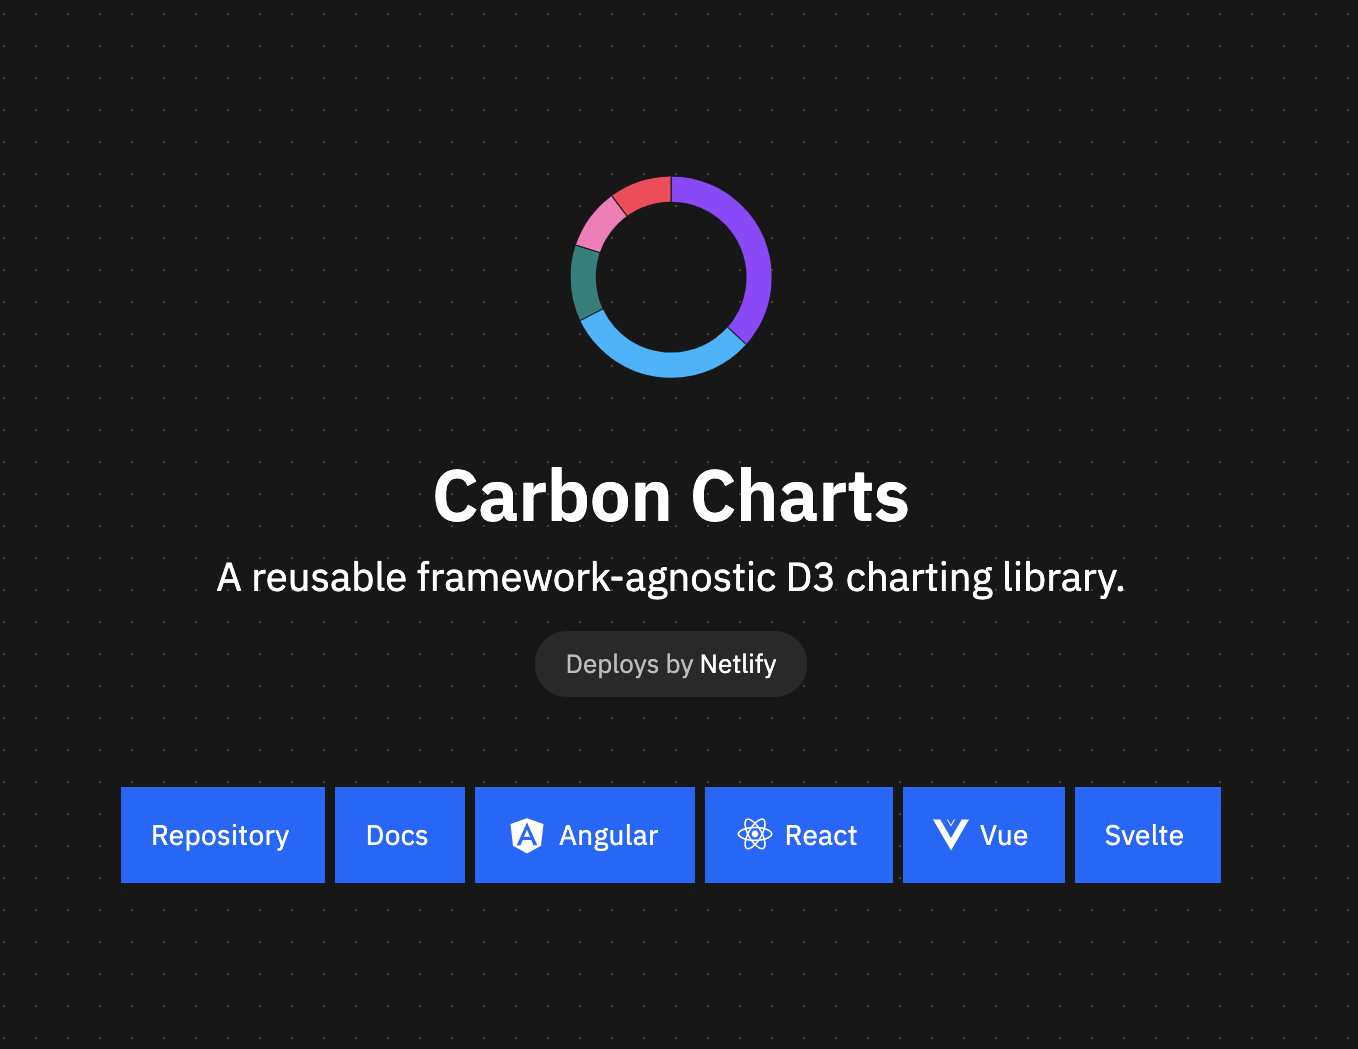 Carbon Charts
A reusable framework-agnostic D3 charting library.
Deploys by Netlify
Repository Docs Angular React Vue Svelte